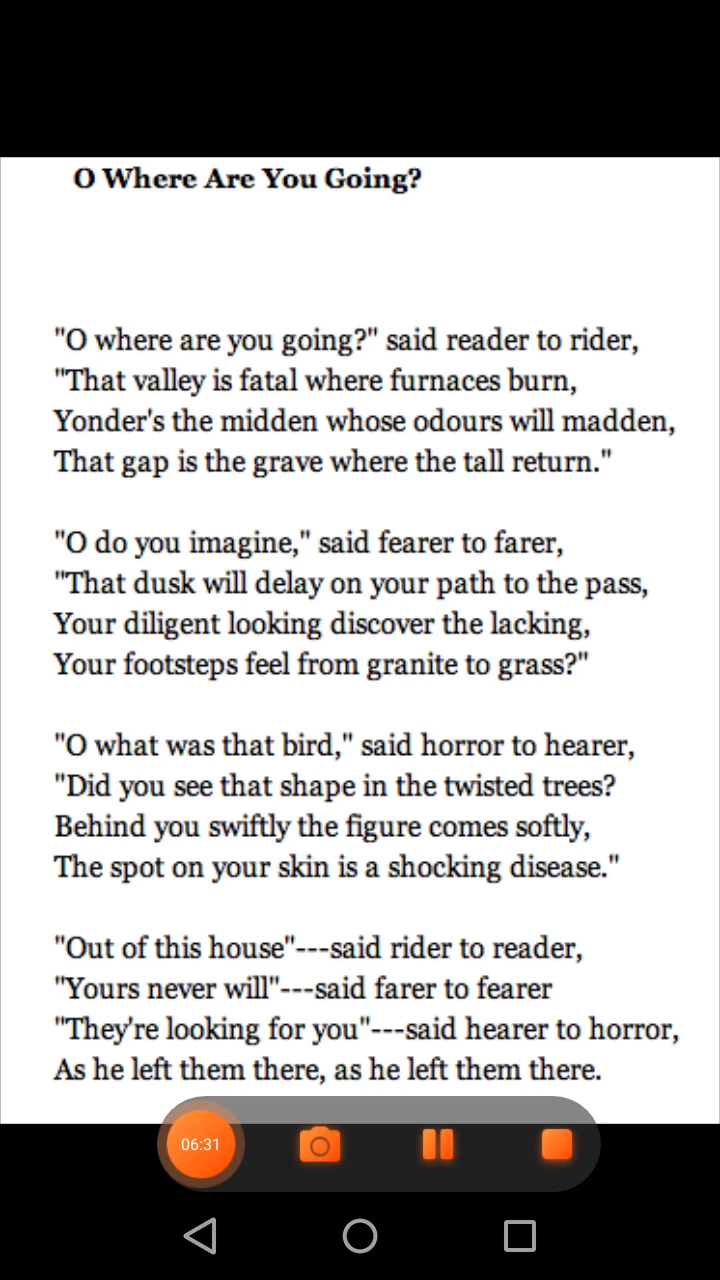 O Where Are You Going?
"O where are you going?" said reader to rider,
"That valley is fatal where furnaces burn,
Yonder's the midden whose odours will madden,
That gap is the grave where the tall return."
"O do you imagine," said fearer to farer,
"That dusk will delay on your path to the pass,
Your diligent looking discover the lacking,
Your footsteps feel from granite to grass?"
"O what was that bird," said horror to hearer,
"Did you see that shape in the twisted trees?
Behind you swiftly the figure comes softly,
The spot on your skin is a shocking disease."
"Out of this house"---said rider to reader,
"Yours never will"---said farer to fearer
"They're looking for you"---said hearer to horror,
As he left them there, as he left them there.
06:31